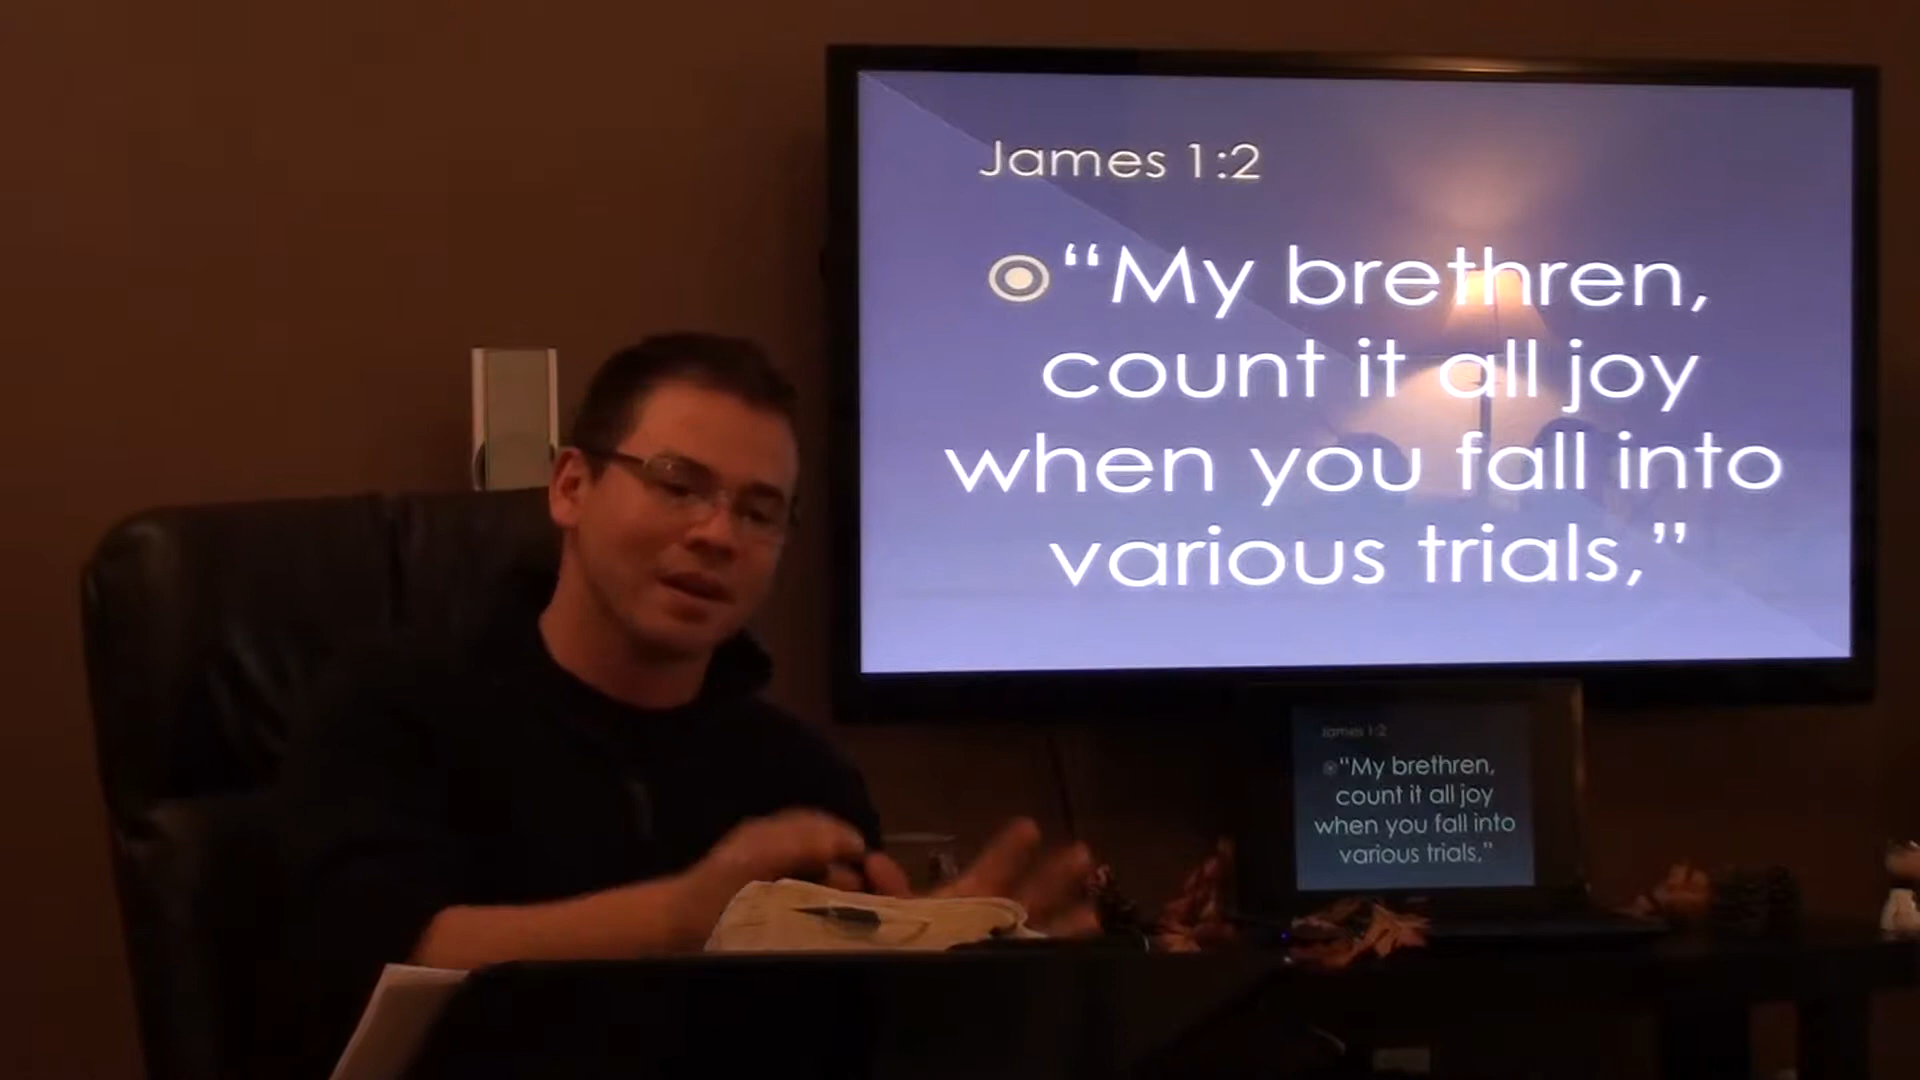 James 1:2
“My brethren,
count it all joy
when you fall into
various trials,”
James 1:2
“My brethren,
count it all joy
when you fall into
various trials,”